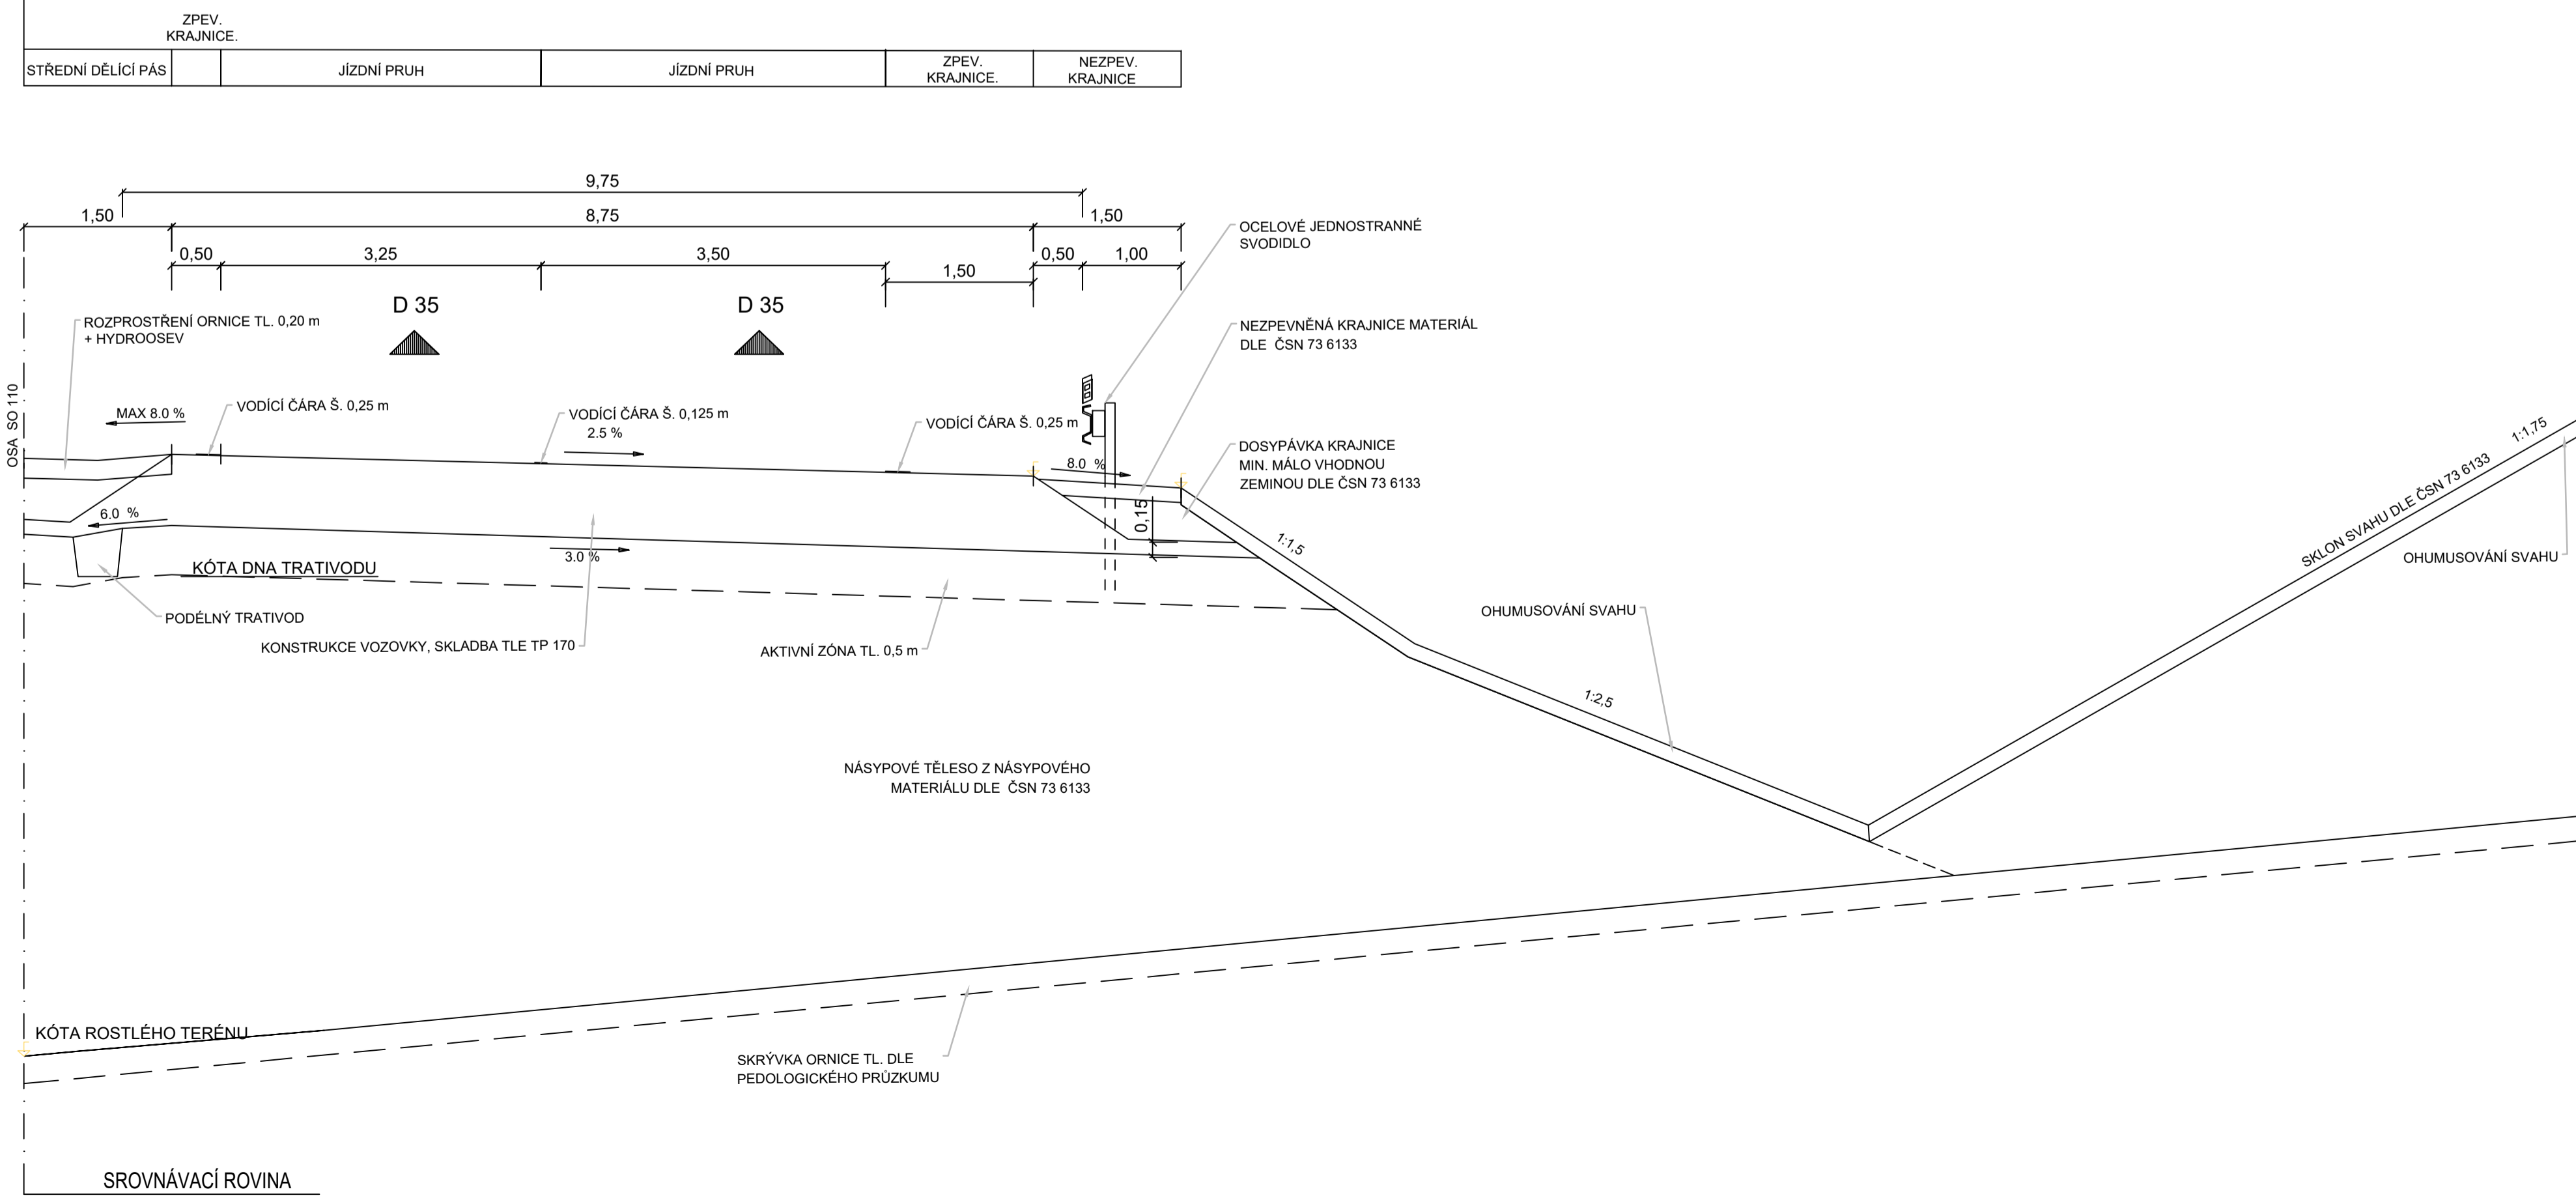 ZPEV.
KRAJNICE.
STŘEDNÍ DĚLÍCÍ PÁS
JÍZDNÍ PRUH
JÍZDNÍ PRUH
ZPEV.
KRAJNICE.
NEZPEV.
KRAJNICE
9,75
1,50
8,75
1,50
0,50
3,25
3,50
1,50
0,50
1,00
OCELOVÉ JEDNOSTRANNÉ
SVODIDLO
D 35
D 35
ROZPROSTŘENÍ ORNICE TL. 0,20 m
+ HYDROOSEV
NEZPEVNĚNÁ KRAJNICE MATERIÁL
DLE ČSN 73 6133
OSA SO 110
MAX 8.0 %
VODÍCÍ ČÁRA Š. 0,25 m
VODÍCÍ ČÁRA Š. 0,125 m
2.5 %
VODÍCÍ ČÁRA Š. 0,25 m
8.0 %
DOSYPÁVKA KRAJNICE
MIN. MÁLO VHODNOU
ZEMINOU DLE ČSN 73 6133
1:1,75
SKLON SVAHU DLE ČSN 73 6133
OHUMUSOVÁNÍ SVAHU
6.0 %
0,15
1:1,5
3.0 %
KÓTA DNA TRATIVODU
PODÉLNÝ TRATIVOD
KONSTRUKCE VOZOVKY, SKLADBA TLE TP 170
AKTIVNÍ ZÓNA TL. 0,5 m
OHUMUSOVÁNÍ SVAHU
1:2,5
NÁSYPOVÉ TĚLESO Z NÁSYPOVÉHO
MATERIÁLU DLE ČSN 73 6133
KÓTA ROSTLÉHO TERÉNU
SKRÝVKA ORNICE TL. DLE
PEDOLOGICKÉHO PRŮZKUMU
SROVNÁVACÍ ROVINA